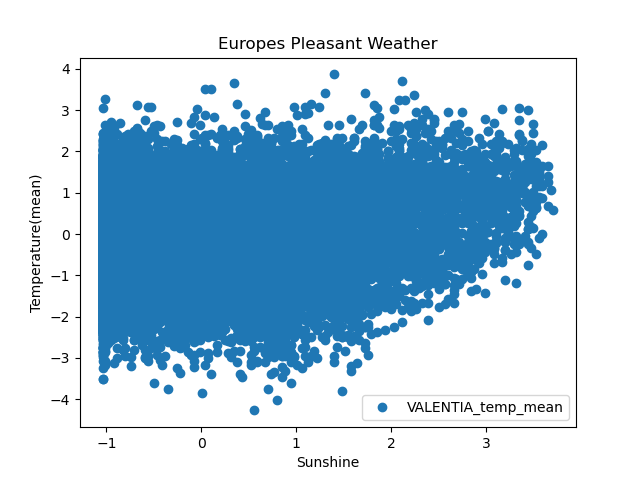 Europes Pleasant Weather
Temperature(mean)
4
3
2
1
0
−1
−2
−3
−4
VALENTIA_temp_mean
−1 0 1 2 3
Sunshine